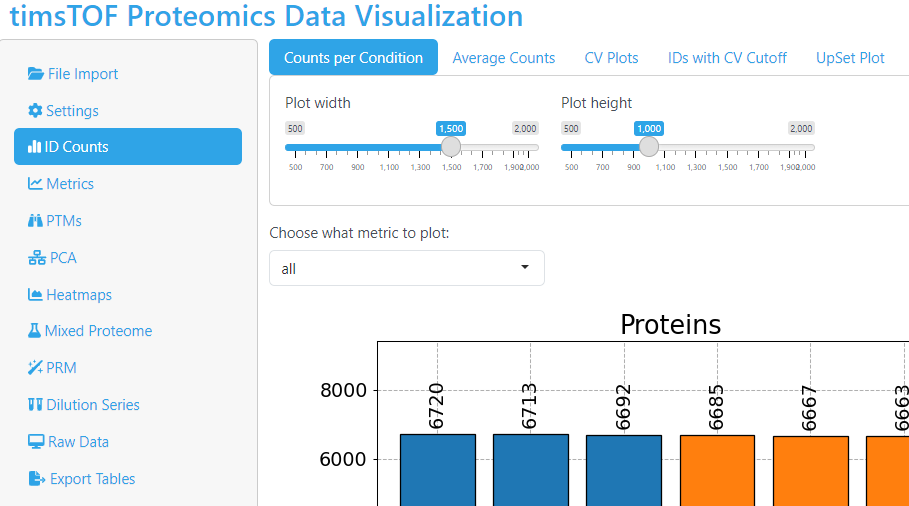 timsTOF Proteomics Data Visualization
File Import
Settings
ID Counts
Metrics
PTMs
PCA
Heatmaps
Mixed Proteome
PRM
Dilution Series
Raw Data
Export Tables
Counts per Condition Average Counts CV Plots IDs with CV Cutoff UpSet Plot
Plot width Plot height
500 1,500 2,000 500 1,000 2,000
500 700 900 1,100 1,300 1,500 1,700 1,900 2,000 500 700 900 1,100 1,300 1,500 1,700 1,900 2,000
Choose what metric to plot:
all
Proteins
8000
6000
6720 6713 6692 6685 6667 6663